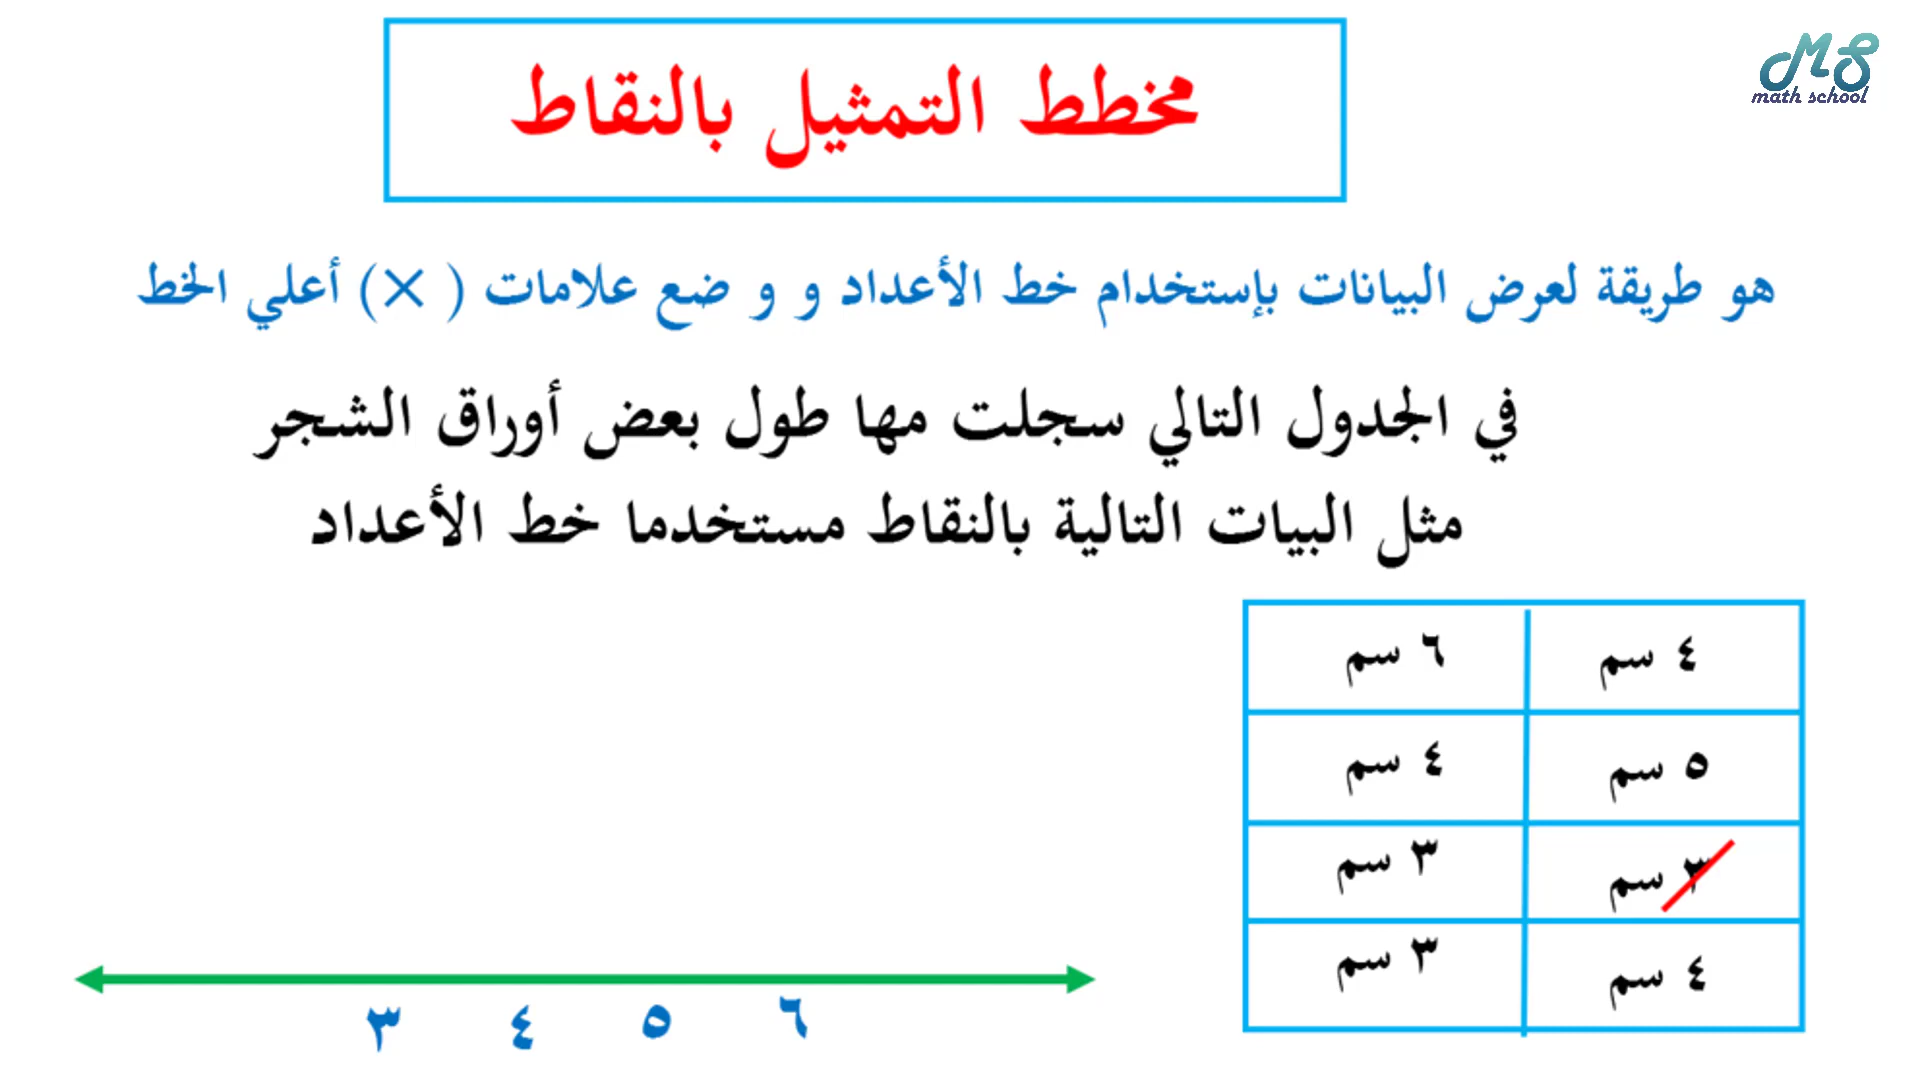 MS
math school
مخطط التمثيل بالنقاط
هو طريقة لعرض البيانات بإستخدام خط الأعداد و و ضع علامات ( × ) أعلي الخط
في الجدول التالي سجلت مها طول بعض أوراق الشجر
مثل البيات التالية بالنقاط مستخدما خط الأعداد
٤ سم ٦ سم
٥ سم ٤ سم
٣ سم ٣ سم
٤ سم ٣ سم
٣ ٤ ٥ ٦